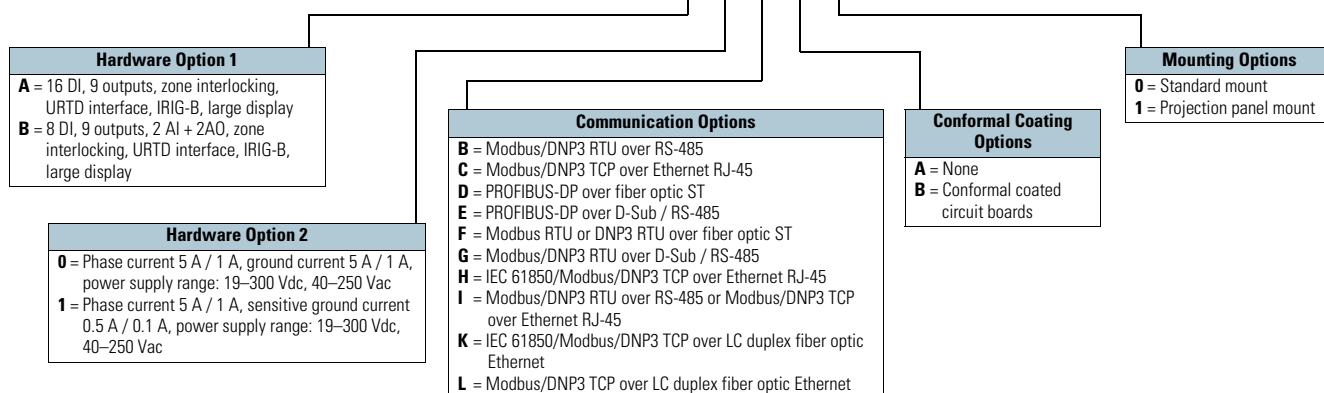 Hardware Option 1
A = 16 DI, 9 outputs, zone interlocking,
URTD interface, IRIG-B, large display
B = 8 DI, 9 outputs, 2 AI + 2AO, zone
interlocking, URTD interface, IRIG-B,
large display
Hardware Option 2
0 = Phase current 5 A / 1 A, ground current 5 A / 1 A,
power supply range: 19–300 Vdc, 40–250 Vac
1 = Phase current 5 A / 1 A, sensitive ground current
0.5 A / 0.1 A, power supply range: 19–300 Vdc,
40–250 Vac
Communication Options
B = Modbus/DNP3 RTU over RS-485
C = Modbus/DNP3 TCP over Ethernet RJ-45
D = PROFIBUS-DP over fiber optic ST
E = PROFIBUS-DP over D-Sub / RS-485
F = Modbus RTU or DNP3 RTU over fiber optic ST
G = Modbus/DNP3 RTU over D-Sub / RS-485
H = IEC 61850/Modbus/DNP3 TCP over Ethernet RJ-45
I = Modbus/DNP3 RTU over RS-485 or Modbus/DNP3 TCP
over Ethernet RJ-45
K = IEC 61850/Modbus/DNP3 TCP over LC duplex fiber optic
Ethernet
L = Modbus/DNP3 TCP over LC duplex fiber optic Ethernet
Conformal Coating
Options
A = None
B = Conformal coated
circuit boards
Mounting Options
0 = Standard mount
1 = Projection panel mount